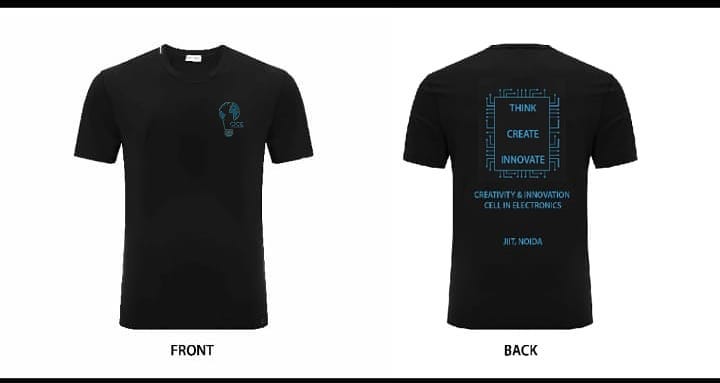 THINK
CREATE
INNOVATE
CREATIVITY & INNOVATION
CELL IN ELECTRONICS
JIIT, NOIDA
FRONT
BACK